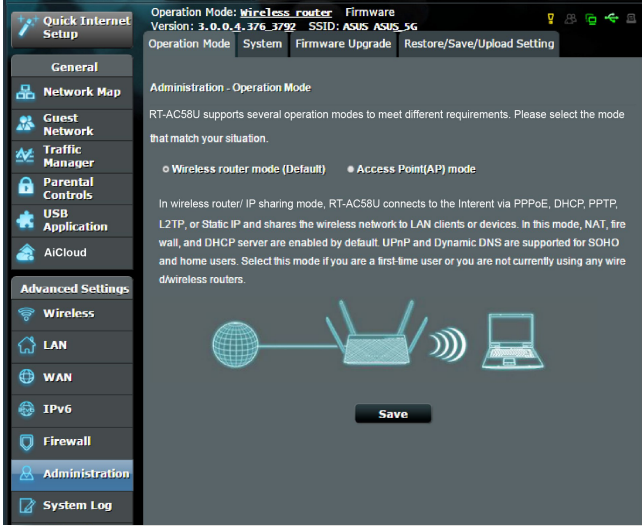 Quick Internet
Setup
General
Network Map
Guest
Network
Traffic
Manager
Parental
Controls
USB
Application
AiCloud
Advanced Settings
Wireless
LAN
WAN
IPv6
Firewall
Administration
System Log
Operation Mode: Wireless router Firmware
Version: 3.0.0.4.376_3792 SSID: ASUS ASUS_5G
Operation Mode System Firmware Upgrade Restore/Save/Upload Setting
Administration - Operation Mode
RT-AC58U supports several operation modes to meet different requirements. Please select the mode
that match your situation.
Wireless router mode (Default) Access Point(AP) mode
In wireless router/ IP sharing mode, RT-AC58U connects to the Interent via PPPoE, DHCP, PPTP,
L2TP, or Static IP and shares the wireless network to LAN clients or devices. In this mode, NAT, fire
wall, and DHCP server are enabled by default. UPnP and Dynamic DNS are supported for SOHO
and home users. Select this mode if you are a first-time user or you are not currently using any wire
d/wireless routers.
Save